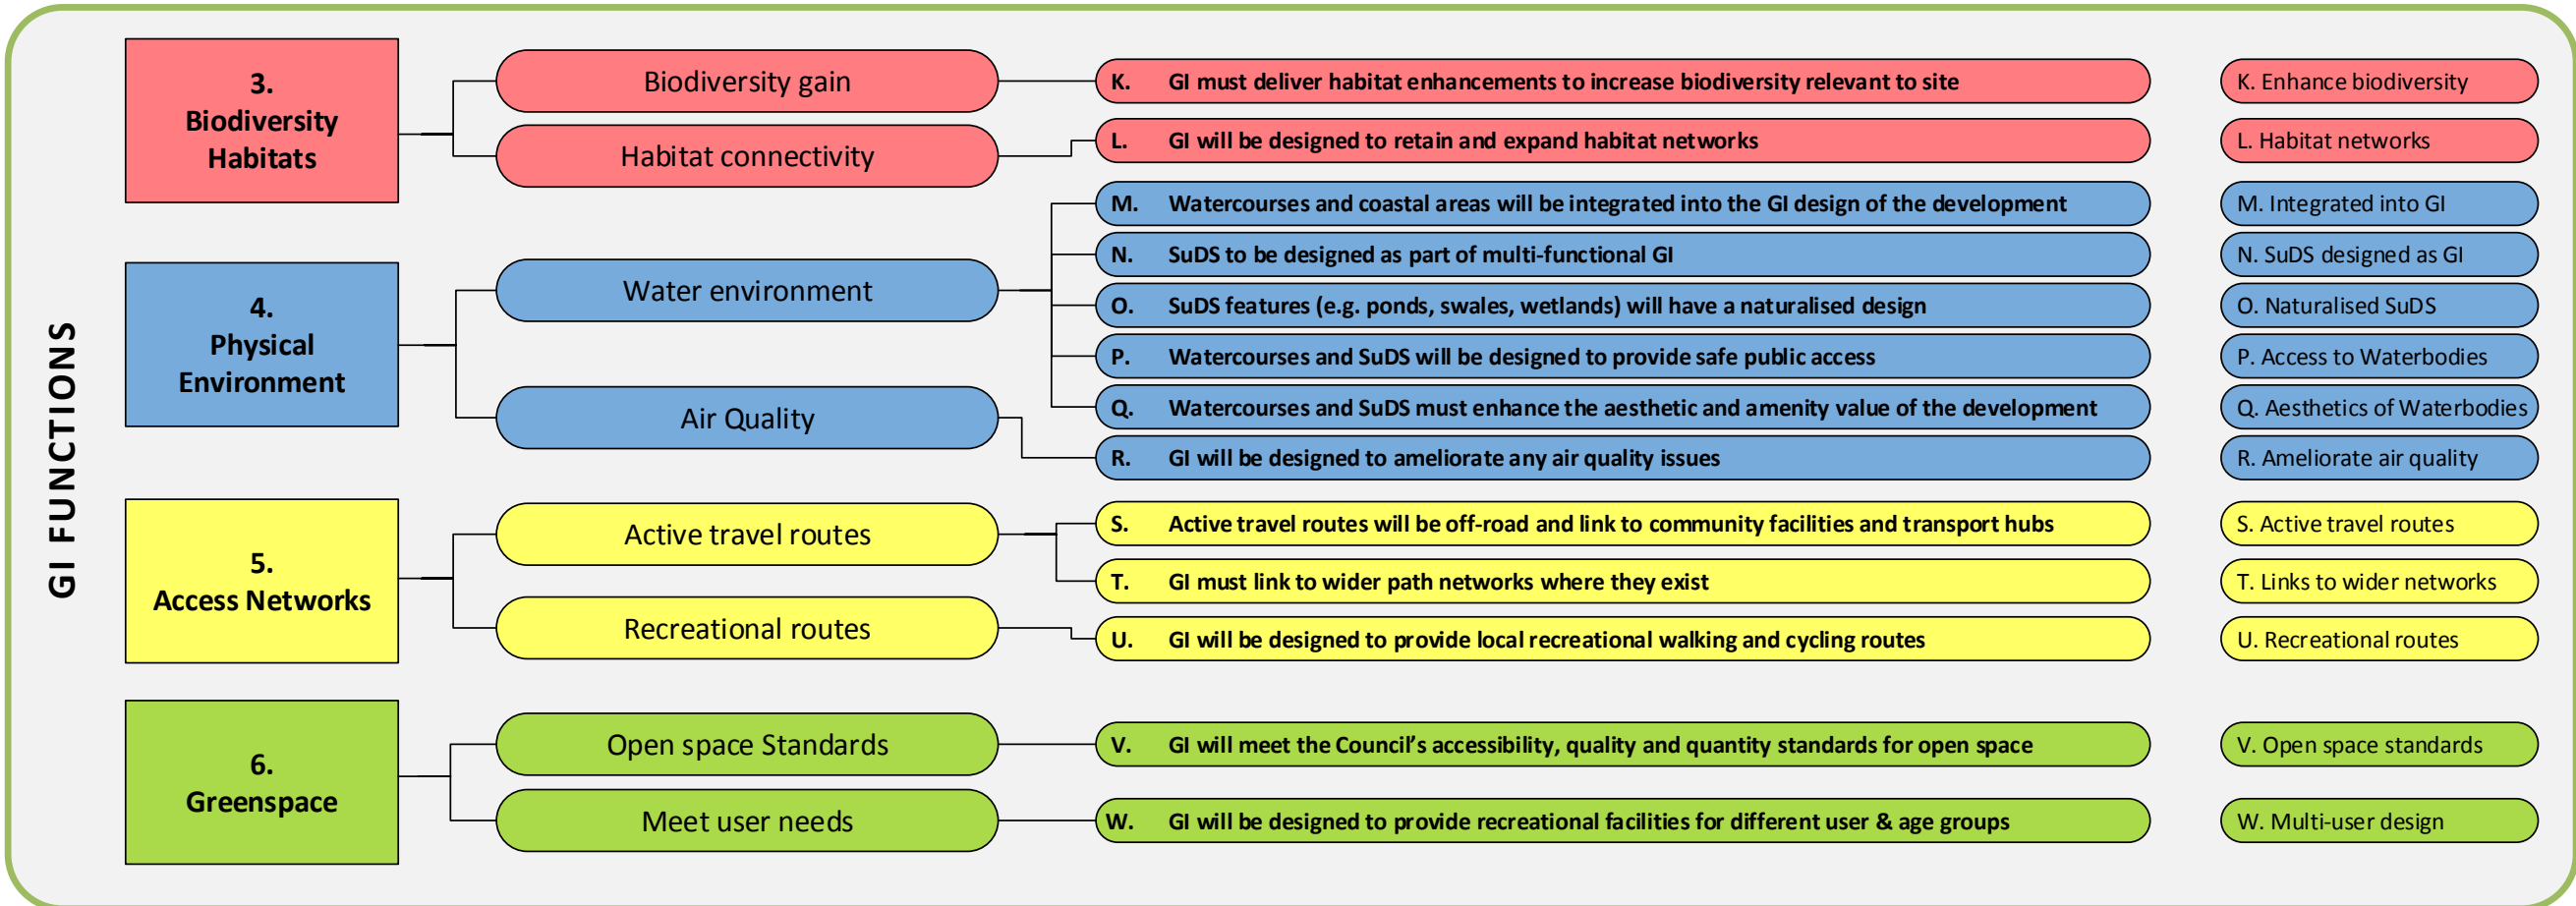 GI FUNCTIONS
3.
Biodiversity
Habitats
Biodiversity gain
Habitat connectivity
K. GI must deliver habitat enhancements to increase biodiversity relevant to site
K. Enhance biodiversity
L. GI will be designed to retain and expand habitat networks
L. Habitat networks
4.
Physical
Environment
Water environment
Air Quality
M. Watercourses and coastal areas will be integrated into the GI design of the development
M. Integrated into GI
N. SuDS to be designed as part of multi-functional GI
N. SuDS designed as GI
O. SuDS features (e.g. ponds, swales, wetlands) will have a naturalised design
O. Naturalised SuDS
P. Watercourses and SuDS will be designed to provide safe public access
P. Access to Waterbodies
Q. Watercourses and SuDS must enhance the aesthetic and amenity value of the development
Q. Aesthetics of Waterbodies
R. GI will be designed to ameliorate any air quality issues
R. Ameliorate air quality
5.
Access Networks
Active travel routes
Recreational routes
S. Active travel routes will be off-road and link to community facilities and transport hubs
S. Active travel routes
T. GI must link to wider path networks where they exist
T. Links to wider networks
U. GI will be designed to provide local recreational walking and cycling routes
U. Recreational routes
6.
Greenspace
Open space Standards
Meet user needs
V. GI will meet the Council’s accessibility, quality and quantity standards for open space
V. Open space standards
W. GI will be designed to provide recreational facilities for different user & age groups
W. Multi-user design